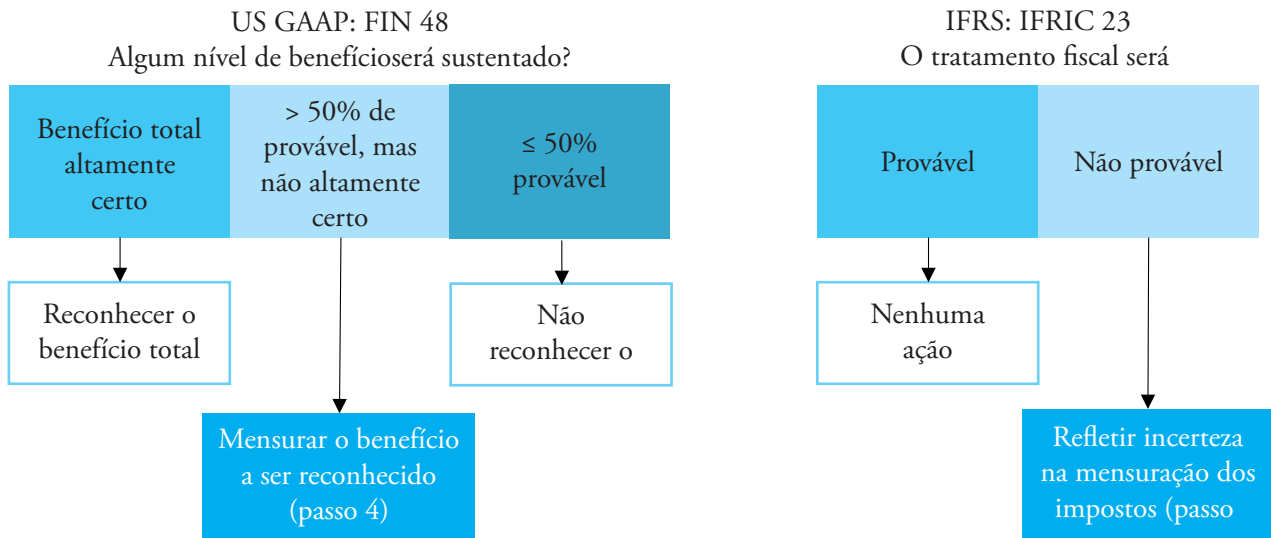 US GAAP: FIN 48
Algum nível de benefícioserá sustentado?
Benefício total
altamente
certo
> 50% de
provável, mas
não altamente
certo
≤ 50%
provável
Reconhecer o
benefício total
Não
reconhecer o
Mensurar o benefício
a ser reconhecido
(passo 4)
IFRS: IFRIC 23
O tratamento fiscal será
Provável
Não provável
Nenhuma
ação
Refletir incerteza
na mensuração dos
impostos (passo